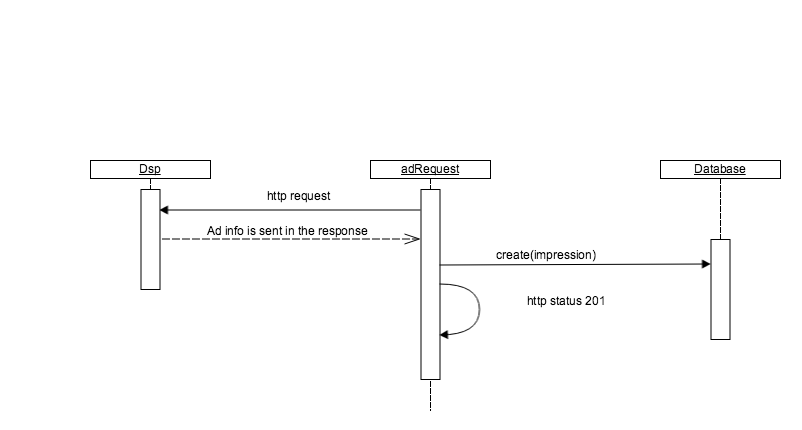 Dsp
adRequest
Database
http request
Ad info is sent in the response
create(impression)
http status 201